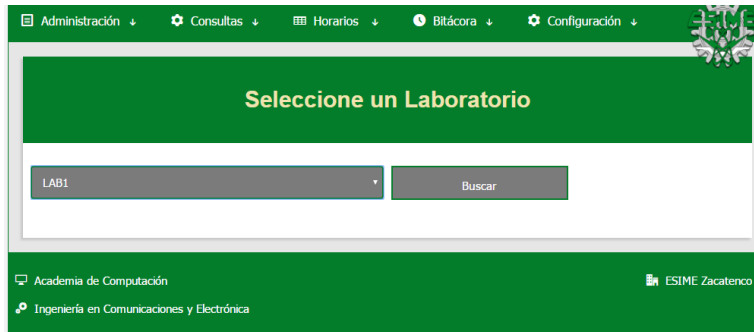 Administración ↓ Consultas ↓ Horarios ↓ Bitácora ↓ Configuración ↓
Seleccione un Laboratorio
LAB1
Buscar
Academia de Computación
ESIME Zacatenco
Ingeniería en Comunicaciones y Electrónica